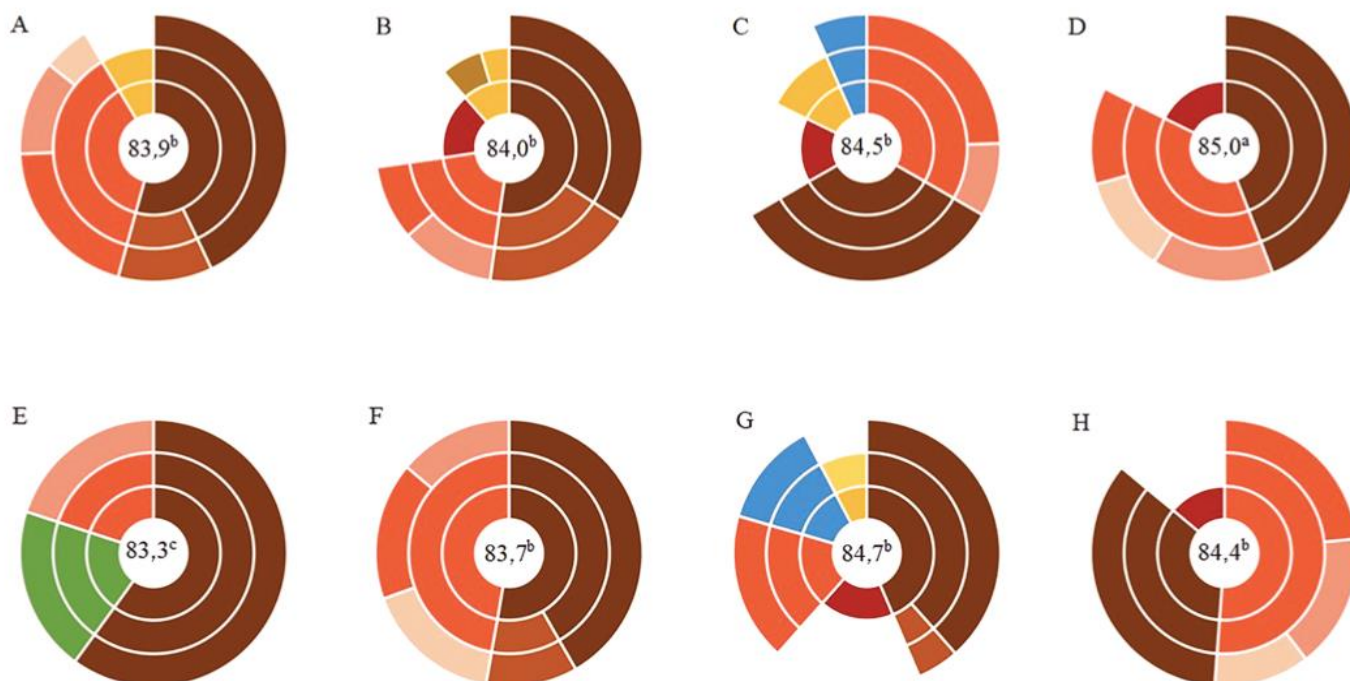 A
B
C
D
83,9ᵇ
84,0ᵇ
84,5ᵇ
85,0ᵃ
E
F
G
H
83,3ᶜ
83,7ᵇ
84,7ᵇ
84,4ᵇ